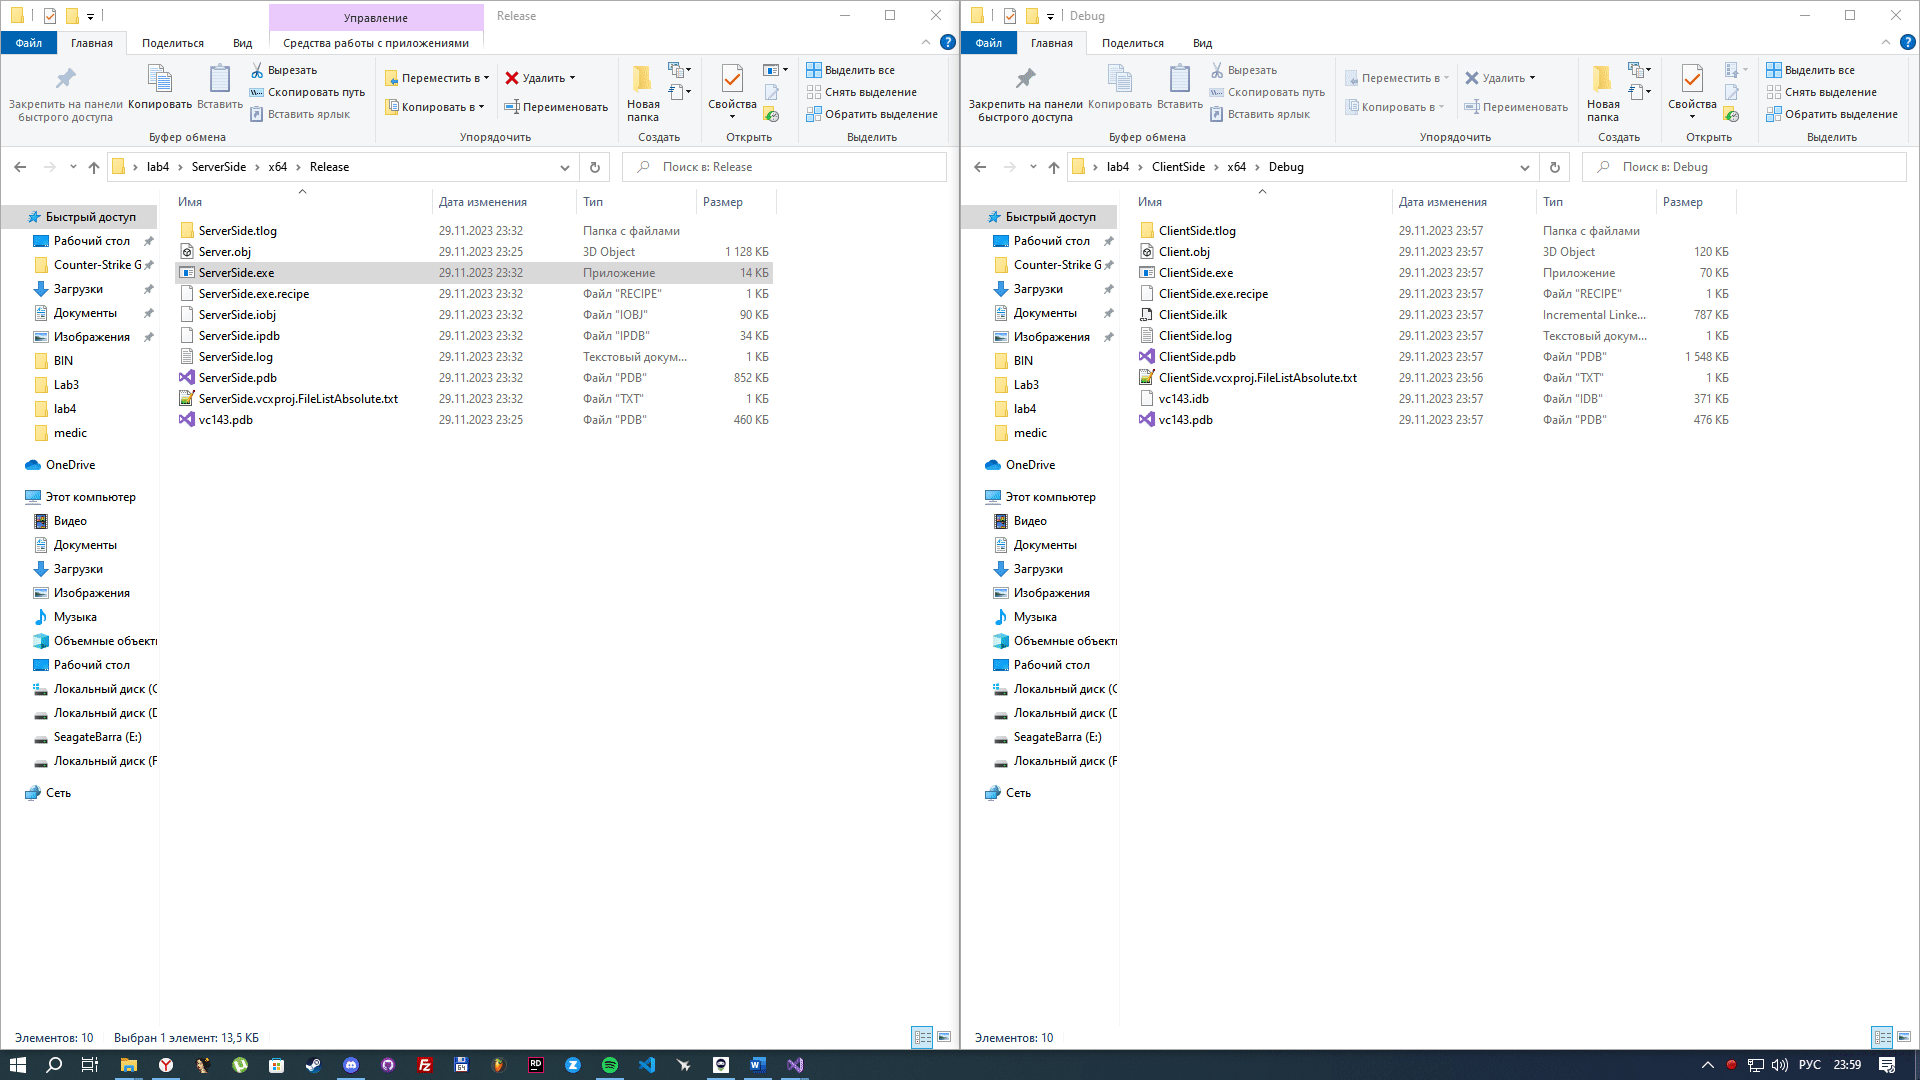 Управление
Release
Файл
Главная
Поделиться
Вид
Средства работы с приложениями
Закрепить на панели быстрого доступа
Копировать
Вставить
Вырезать
Скопировать путь
Вставить ярлык
Буфер обмена
Переместить в
Копировать в
Удалить
Переименовать
Упорядочить
Новая папка
Создать
Свойства
Открыть
Выделить все
Снять выделение
Обратить выделение
Выделить
lab4 > ServerSide > x64 > Release
Поиск в: Release
Имя Дата изменения Тип Размер
ServerSide.tlog 29.11.2023 23:32 Папка с файлами
Server.obj 29.11.2023 23:25 3D Object 1 128 КБ
ServerSide.exe 29.11.2023 23:32 Приложение 14 КБ
ServerSide.exe.recipe 29.11.2023 23:32 Файл "RECIPE" 1 КБ
ServerSide.iobj 29.11.2023 23:32 Файл "IOBJ" 90 КБ
ServerSide.ipdb 29.11.2023 23:32 Файл "IPDB" 34 КБ
ServerSide.log 29.11.2023 23:32 Текстовый докум... 1 КБ
ServerSide.pdb 29.11.2023 23:32 Файл "PDB" 852 КБ
ServerSide.vcxproj.FileListAbsolute.txt 29.11.2023 23:32 Файл "TXT" 1 КБ
vc143.pdb 29.11.2023 23:25 Файл "PDB" 460 КБ
Быстрый доступ
Рабочий стол
Counter-Strike G
Загрузки
Документы
Изображения
BIN
Lab3
lab4
medic
OneDrive
Этот компьютер
Видео
Документы
Загрузки
Изображения
Музыка
Объемные объекты
Рабочий стол
Локальный диск (C
Локальный диск (D
SeagateBarra (E:)
Локальный диск (F
Сеть
Элементов: 10 Выбран 1 элемент: 13,5 КБ
Debug
Файл
Главная
Поделиться
Вид
Закрепить на панели быстрого доступа
Копировать
Вставить
Вырезать
Скопировать путь
Вставить ярлык
Буфер обмена
Переместить в
Копировать в
Удалить
Переименовать
Упорядочить
Новая папка
Создать
Свойства
Открыть
Выделить все
Снять выделение
Обратить выделение
Выделить
lab4 > ClientSide > x64 > Debug
Поиск в: Debug
Имя Дата изменения Тип Размер
ClientSide.tlog 29.11.2023 23:57 Папка с файлами
Client.obj 29.11.2023 23:57 3D Object 120 КБ
ClientSide.exe 29.11.2023 23:57 Приложение 70 КБ
ClientSide.exe.recipe 29.11.2023 23:57 Файл "RECIPE" 1 КБ
ClientSide.ilk 29.11.2023 23:57 Incremental Linke... 787 КБ
ClientSide.log 29.11.2023 23:57 Текстовый докум... 1 КБ
ClientSide.pdb 29.11.2023 23:57 Файл "PDB" 1 548 КБ
ClientSide.vcxproj.FileListAbsolute.txt 29.11.2023 23:56 Файл "TXT" 1 КБ
vc143.idb 29.11.2023 23:57 Файл "IDB" 371 КБ
vc143.pdb 29.11.2023 23:57 Файл "PDB" 476 КБ
Быстрый доступ
Рабочий стол
Counter-Strike G
Загрузки
Документы
Изображения
BIN
Lab3
lab4
medic
OneDrive
Этот компьютер
Видео
Документы
Загрузки
Изображения
Музыка
Объемные объекты
Рабочий стол
Локальный диск (C
Локальный диск (D
SeagateBarra (E:)
Локальный диск (F
Сеть
Элементов: 10
РУС 23:59